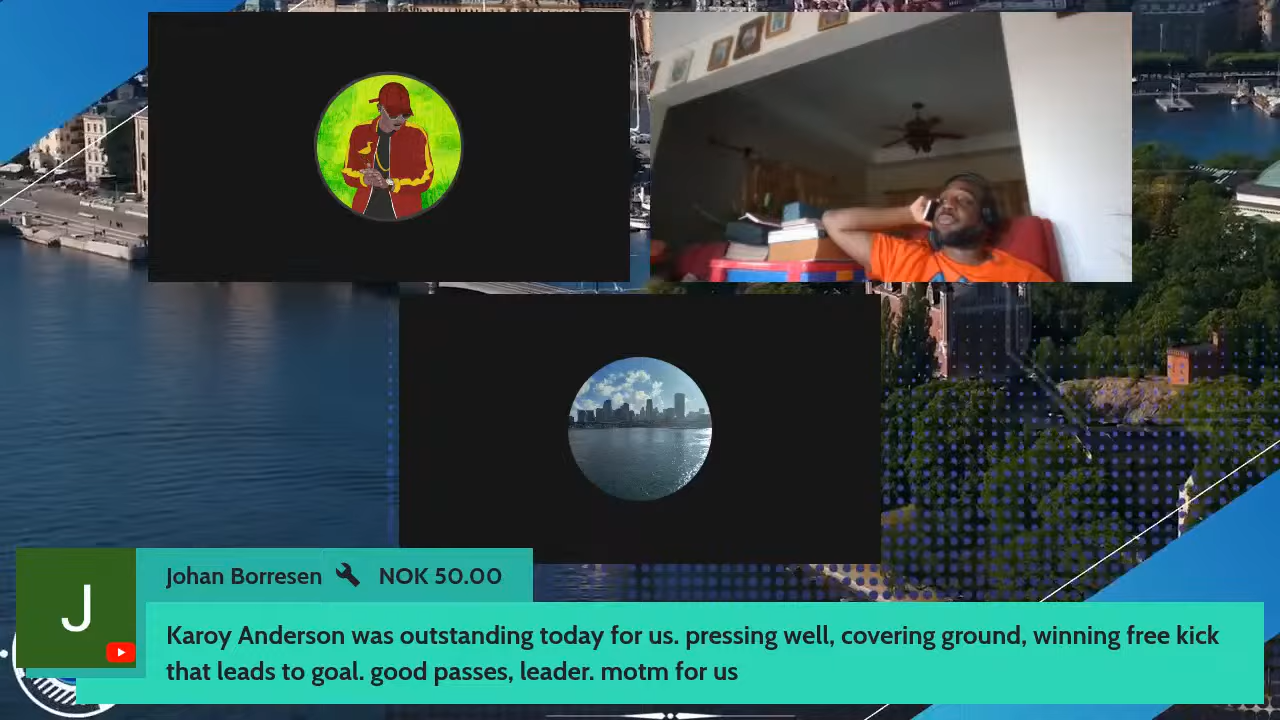 Johan Borresen NOK 50.00
J
Karoy Anderson was outstanding today for us. pressing well, covering ground, winning free kick
that leads to goal. good passes, leader. motm for us